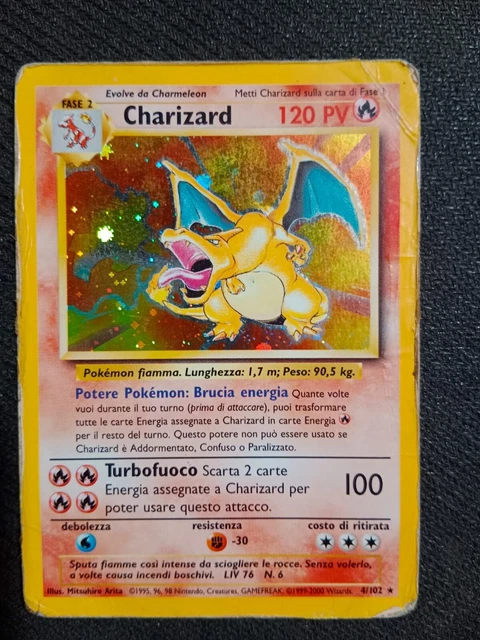 Evolve da Charmeleon Metti Charizard sulla carta di Fase 1
FASE 2
Charizard 120 PV
Pokémon fiamma. Lunghezza: 1,7 m; Peso: 90,5 kg.
Potere Pokémon: Brucia energia Quante volte
vuoi durante il tuo turno (prima di attaccare), puoi trasformare
tutte le carte Energia assegnate a Charizard in carte Energia
per il resto del turno. Questo potere non può essere usato se
Charizard è Addormentato, Confuso o Paralizzato.
Turbofuoco Scarta 2 carte
Energia assegnate a Charizard per
poter usare questo attacco.
100
debolezza resistenza costo di ritirata
-30
Sputa fiamme così intense da sciogliere le rocce. Senza volerlo,
a volte causa incendi boschivi. LIV 76 N. 6
Illus. Mitsuhiro Arita ©1995, 96, 98 Nintendo, Creatures, GAMEFREAK. ©1999-2000 Wizards. 4/102 ★